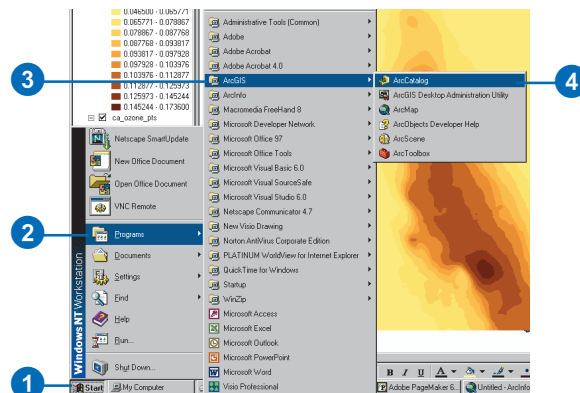 0.046500 - 0.065771
0.065771 - 0.078867
0.078867 - 0.087768
0.087768 - 0.093817
0.093817 - 0.097928
0.097928 - 0.103976
0.103976 - 0.112877
0.112877 - 0.125973
0.125973 - 0.145244
0.145244 - 0.173600
ca_ozone_pts
Netscape SmartUpdate
New Office Document
Open Office Document
VNC Remote
2
Programs
Documents
Settings
Find
Help
Run...
Shut Down...
Windows NT Workstation
1
Start
My Computer
3
Administrative Tools (Common)
Adobe
Adobe Acrobat
Adobe Acrobat 4.0
ArcGIS
ArcInfo
Macromedia FreeHand 8
Microsoft Developer Network
Microsoft Office 97
Microsoft Office Tools
Microsoft Visual Basic 6.0
Microsoft Visual SourceSafe
Microsoft Visual Studio 6.0
Netscape Communicator 4.7
New Visio Drawing
Norton AntiVirus Corporate Edition
PLATINUM WorldView for Internet Explorer
QuickTime for Windows
Startup
WinZip
Microsoft Access
Microsoft Excel
Microsoft Outlook
Microsoft PowerPoint
Microsoft Word
Visio Professional
4
ArcCatalog
ArcGIS Desktop Administration Utility
ArcMap
ArcObjects Developer Help
ArcScene
ArcToolbox
B I U A
Adobe PageMaker 6...
Untitled - ArcInfo